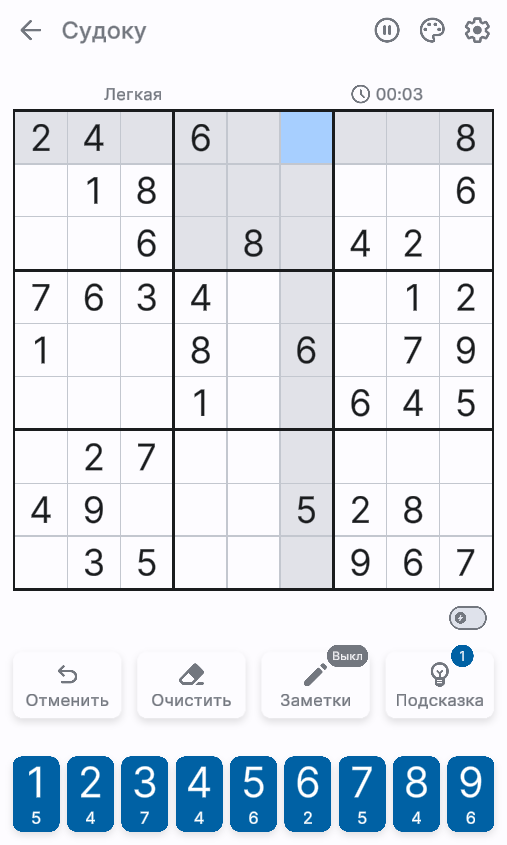 Судоку
Легкая 00:03
2 4 6 8
1 8 6
6 8 4 2
7 6 3 4 1 2
1 8 6 7 9
1 6 4 5
2 7
4 9 5 2 8
3 5 9 6 7
Выкл 1
Отменить Очистить Заметки Подсказка
1 2 3 4 5 6 7 8 9
5 4 7 4 6 2 5 4 6